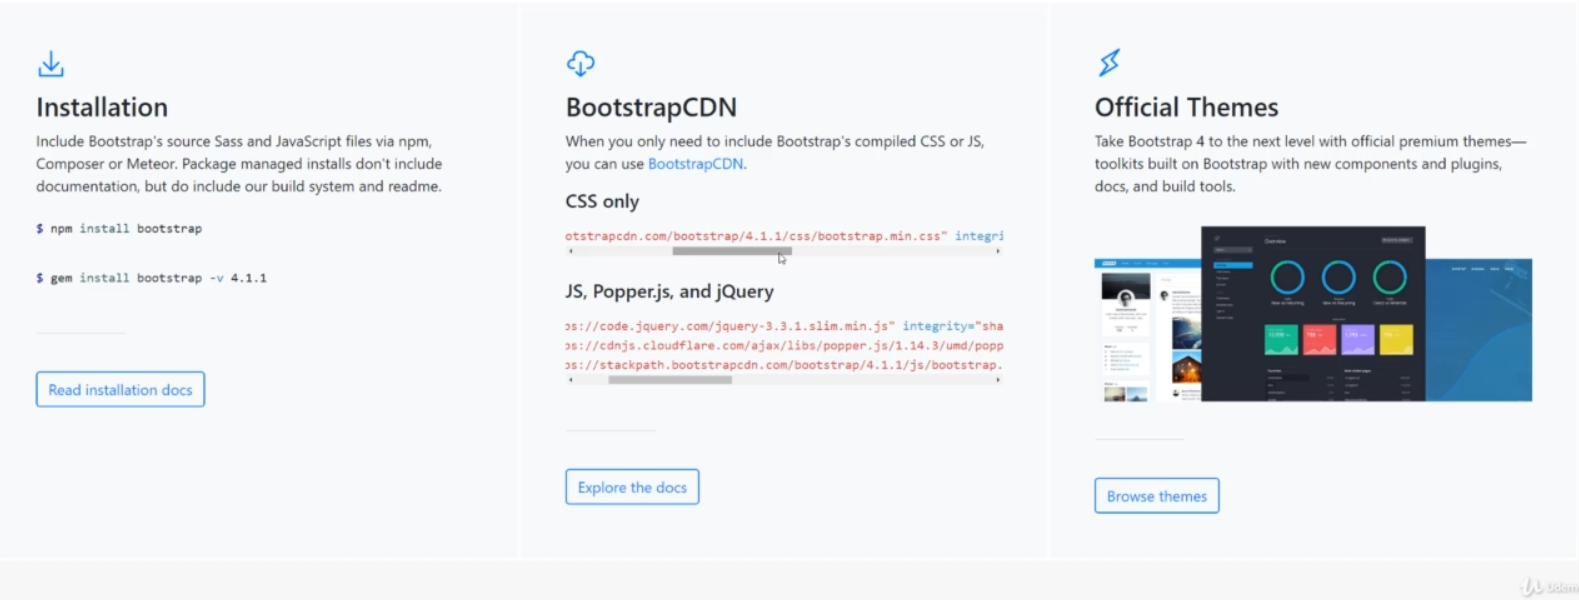 Installation
Include Bootstrap's source Sass and JavaScript files via npm,
Composer or Meteor. Package managed installs don't include
documentation, but do include our build system and readme.
$ npm install bootstrap
$ gem install bootstrap -v 4.1.1
Read installation docs
BootstrapCDN
When you only need to include Bootstrap's compiled CSS or JS,
you can use BootstrapCDN.
CSS only
otstrapcdn.com/bootstrap/4.1.1/css/bootstrap.min.css" integri
JS, Popper.js, and jQuery
os://code.jquery.com/jquery-3.3.1.slim.min.js" integrity="sha
os://cdnjs.cloudflare.com/ajax/libs/popper.js/1.14.3/umd/popp
os://stackpath.bootstrapcdn.com/bootstrap/4.1.1/js/bootstrap.
Explore the docs
Official Themes
Take Bootstrap 4 to the next level with official premium themes—
toolkits built on Bootstrap with new components and plugins,
docs, and build tools.
Overview
Browse themes
Udem